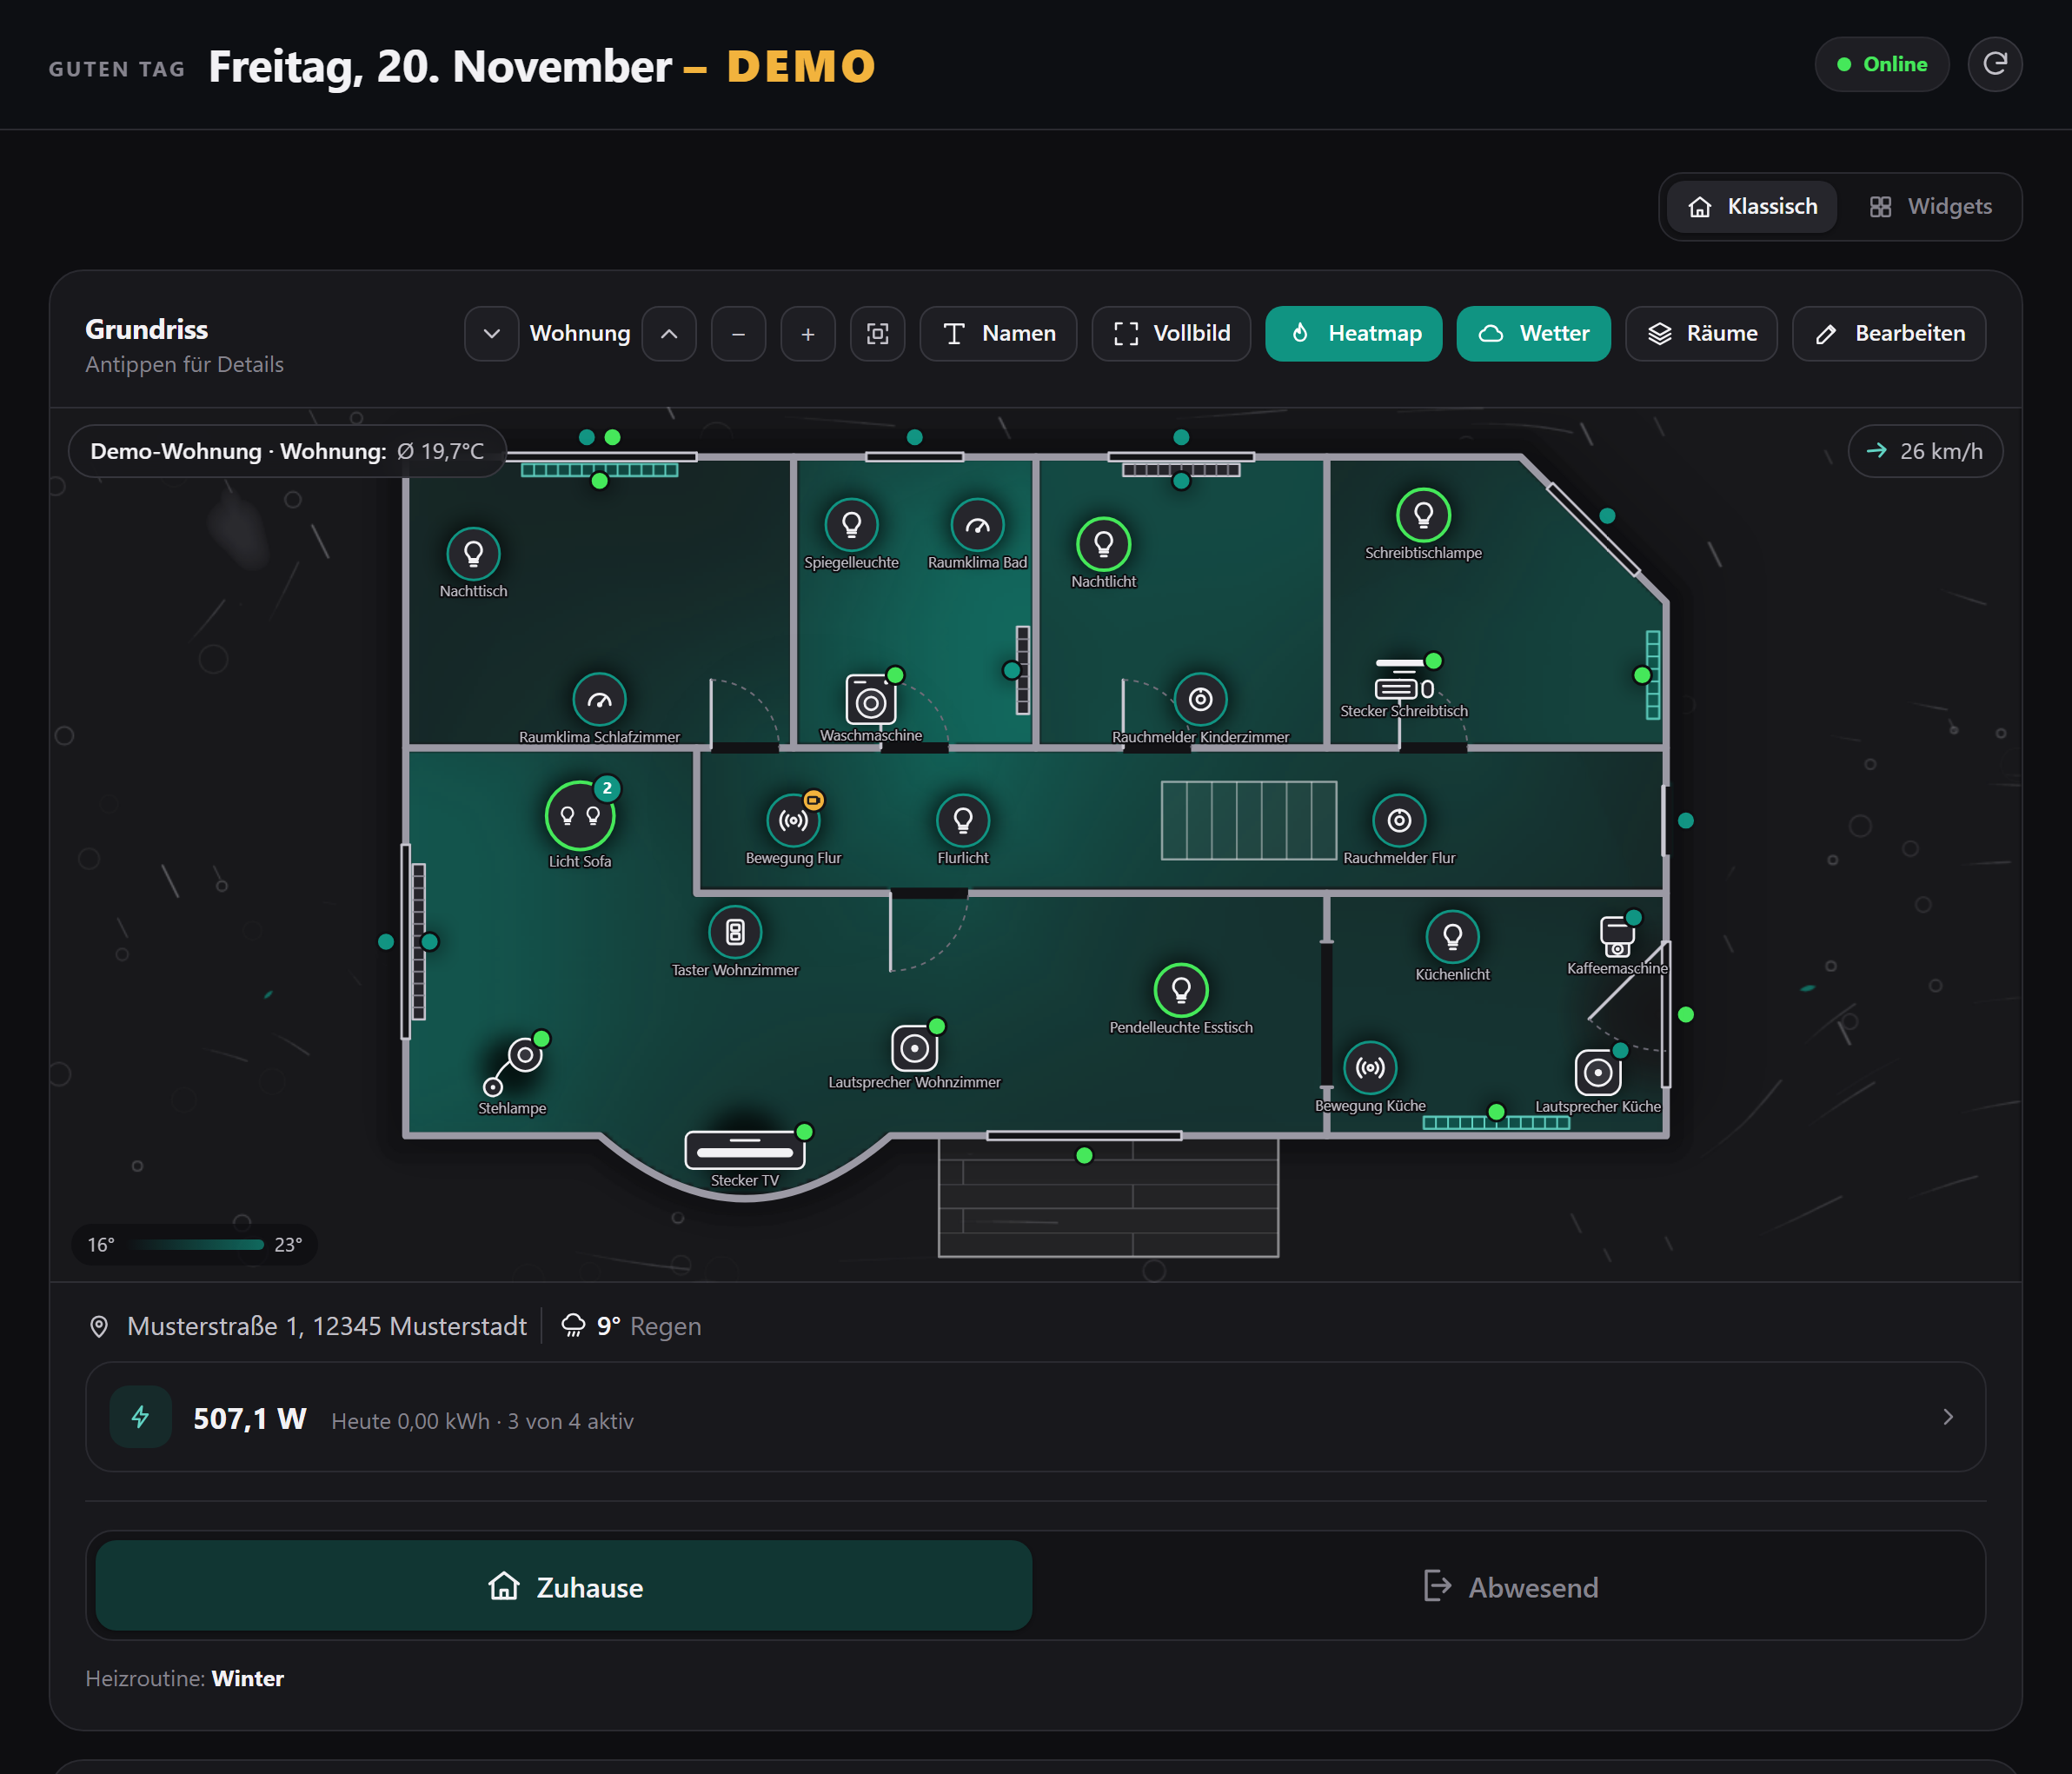 GUTEN TAG Freitag, 20. November – DEMO
Online
Klassisch
Widgets
Grundriss
Antippen für Details
Wohnung
Namen
Vollbild
Heatmap
Wetter
Räume
Bearbeiten
Demo-Wohnung · Wohnung: Ø 19,7°C
26 km/h
Nachttisch
Spiegelleuchte
Raumklima Bad
Nachtlicht
Schreibtischlampe
Raumklima Schlafzimmer
Waschmaschine
Rauchmelder Kinderzimmer
Stecker Schreibtisch
2
Licht Sofa
Bewegung Flur
Flurlicht
Rauchmelder Flur
Taster Wohnzimmer
Küchenlicht
Kaffeemaschine
Pendelleuchte Esstisch
Stehlampe
Lautsprecher Wohnzimmer
Bewegung Küche
Lautsprecher Küche
Stecker TV
16° 23°
Musterstraße 1, 12345 Musterstadt
9° Regen
507,1 W Heute 0,00 kWh · 3 von 4 aktiv
Zuhause
Abwesend
Heizroutine: Winter